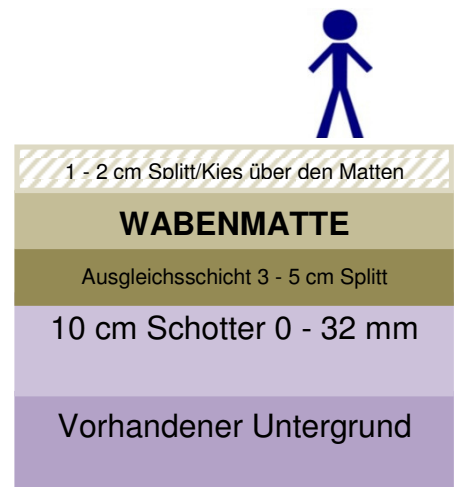 1 - 2 cm Splitt/Kies über den Matten
WABENMATTE
Ausgleichsschicht 3 - 5 cm Splitt
10 cm Schotter 0 - 32 mm
Vorhandener Untergrund